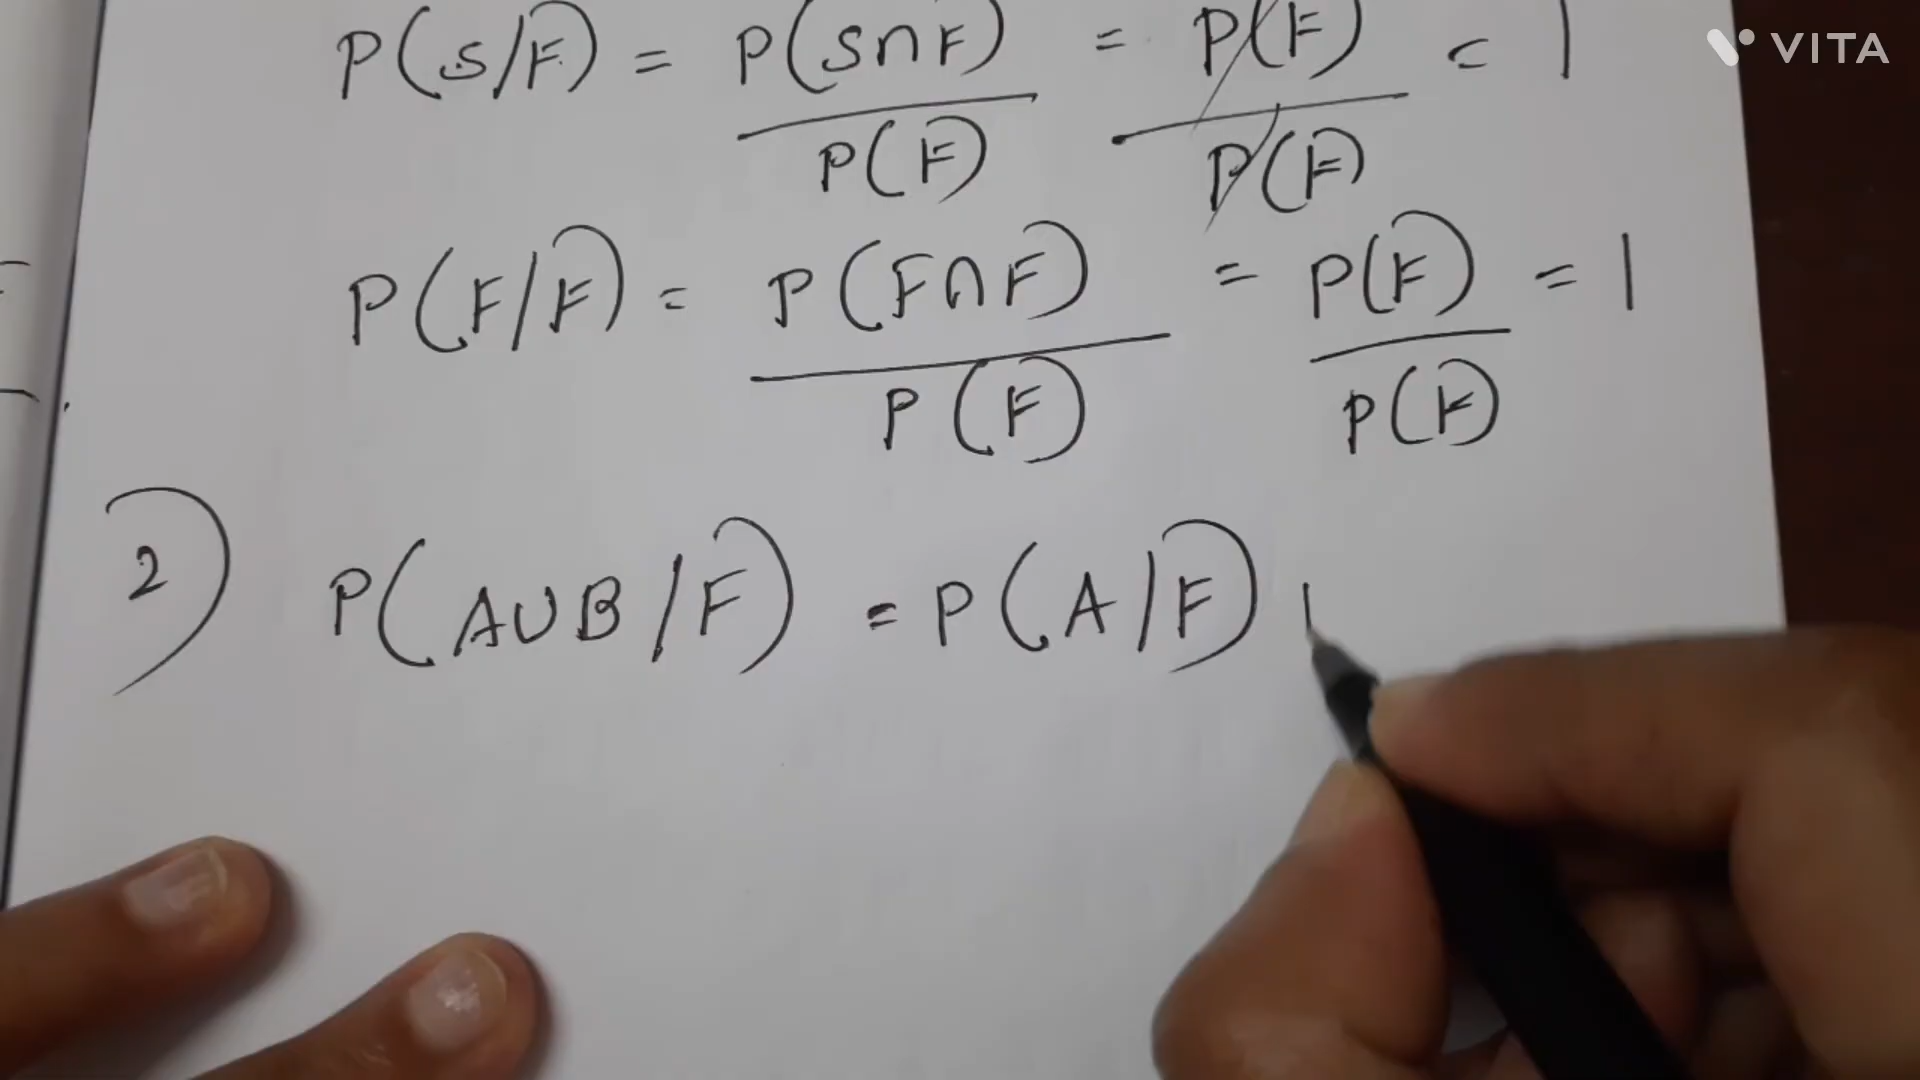 P(S/F) = P(S∩F) = P(F) = 1
P(F) P(F)
P(F/F) = P(F∩F) = P(F) = 1
P(F) P(F)
2) P(A∪B/F) = P(A/F)
VITA